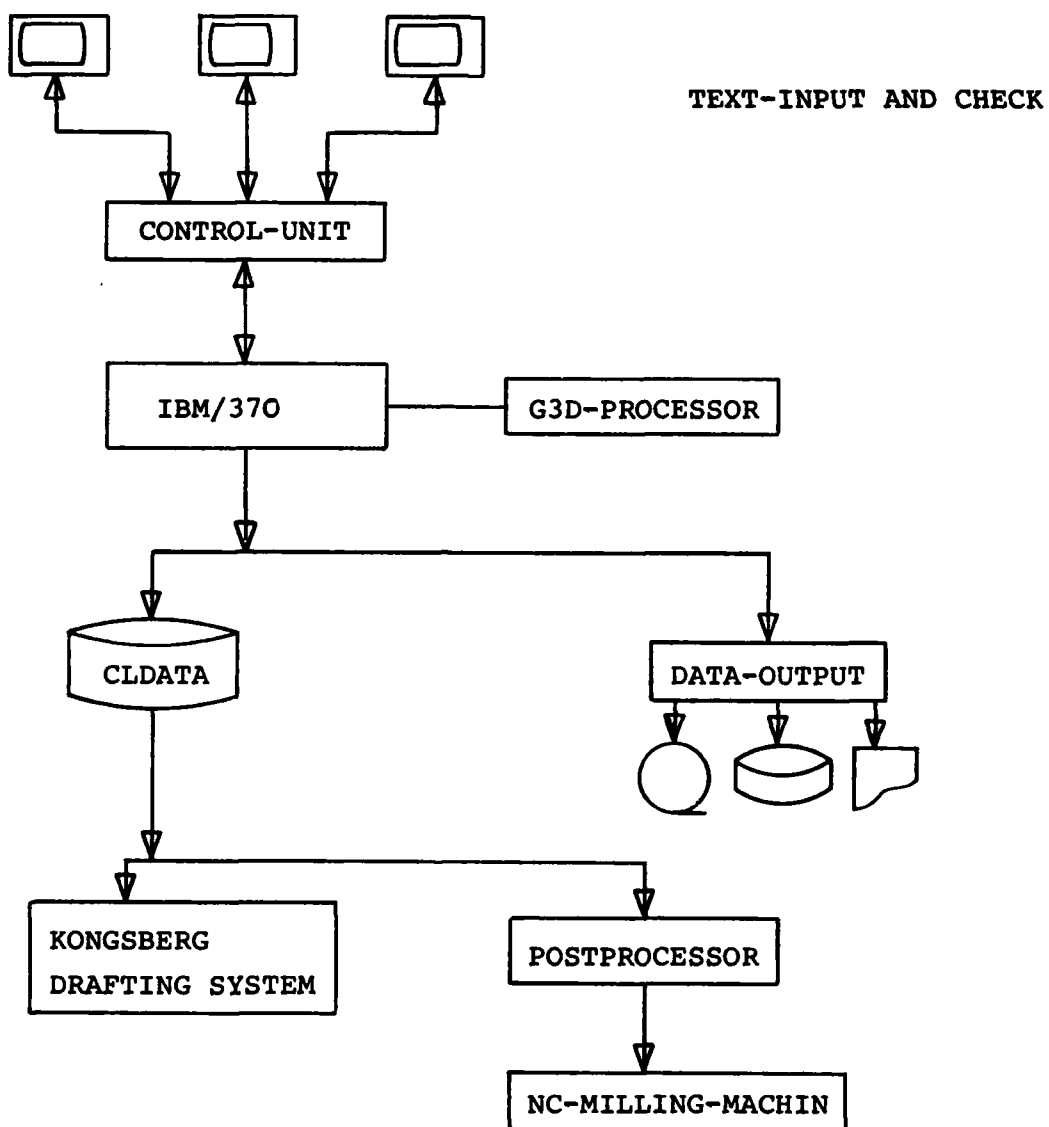 TEXT-INPUT AND CHECK
CONTROL-UNIT
IBM/370
G3D-PROCESSOR
CLDATA
DATA-OUTPUT
KONGSBERG
DRAFTING SYSTEM
POSTPROCESSOR
NC-MILLING-MACHIN